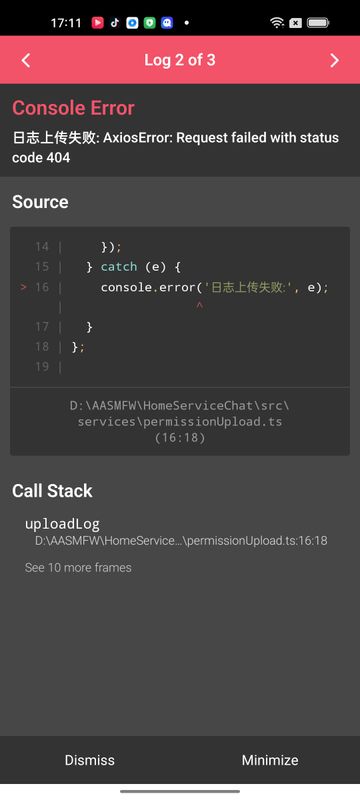 17:11
Log 2 of 3
Console Error
日志上传失败: AxiosError: Request failed with status
code 404
Source
14 |     });
15 |   } catch (e) {
> 16 |     console.error('日志上传失败:', e);
|                  ^
17 |   }
18 | };
19 |
D:\AASMFW\HomeServiceChat\src\
services\permissionUpload.ts
(16:18)
Call Stack
uploadLog
D:\AASMFW\HomeService...\permissionUpload.ts:16:18
See 10 more frames
Dismiss
Minimize